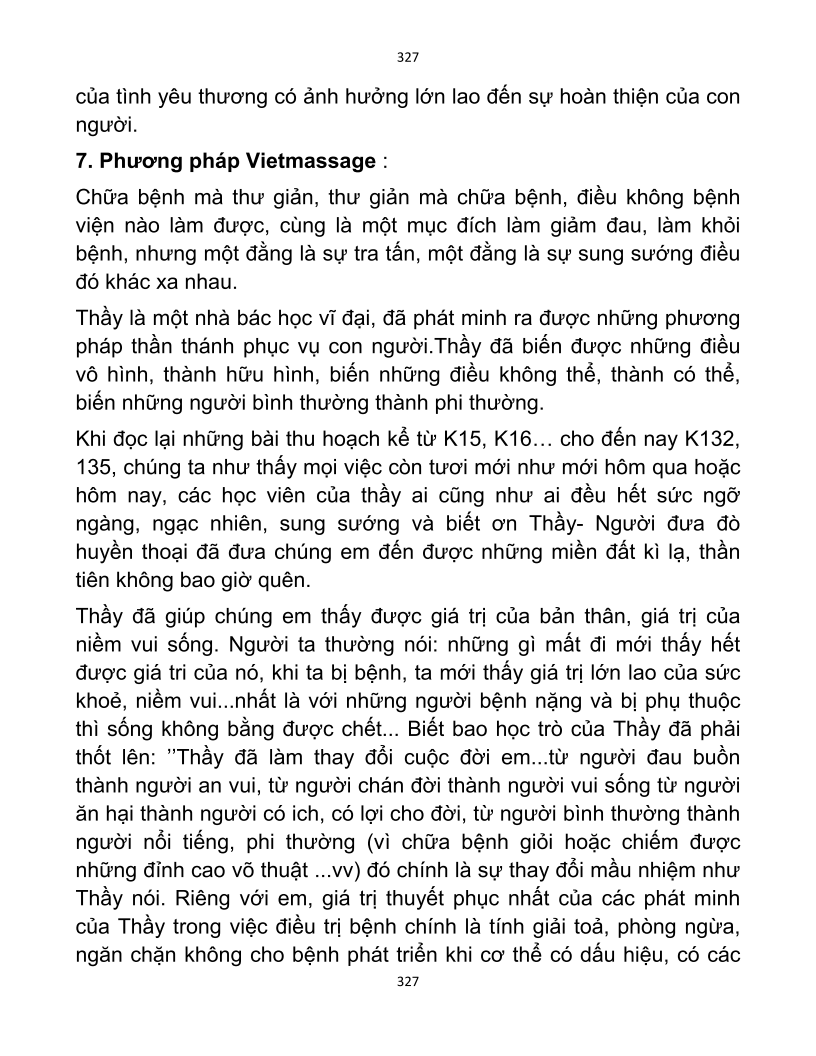 327
của tình yêu thương có ảnh hưởng lớn lao đến sự hoàn thiện của con
người.
7. Phương pháp Vietmassage :
Chữa bệnh mà thư giản, thư giản mà chữa bệnh, điều không bệnh
viện nào làm được, cùng là một mục đích làm giảm đau, làm khỏi
bệnh, nhưng một đằng là sự tra tấn, một đằng là sự sung sướng điều
đó khác xa nhau.
Thầy là một nhà bác học vĩ đại, đã phát minh ra được những phương
pháp thần thánh phục vụ con người.Thầy đã biến được những điều
vô hình, thành hữu hình, biến những điều không thể, thành có thể,
biến những người bình thường thành phi thường.
Khi đọc lại những bài thu hoạch kể từ K15, K16… cho đến nay K132,
135, chúng ta như thấy mọi việc còn tươi mới như mới hôm qua hoặc
hôm nay, các học viên của thầy ai cũng như ai đều hết sức ngỡ
ngàng, ngạc nhiên, sung sướng và biết ơn Thầy- Người đưa đò
huyền thoại đã đưa chúng em đến được những miền đất kì lạ, thần
tiên không bao giờ quên.
Thầy đã giúp chúng em thấy được giá trị của bản thân, giá trị của
niềm vui sống. Người ta thường nói: những gì mất đi mới thấy hết
được giá tri của nó, khi ta bị bệnh, ta mới thấy giá trị lớn lao của sức
khoẻ, niềm vui...nhất là với những người bệnh nặng và bị phụ thuộc
thì sống không bằng được chết... Biết bao học trò của Thầy đã phải
thốt lên: ’’Thầy đã làm thay đổi cuộc đời em...từ người đau buồn
thành người an vui, từ người chán đời thành người vui sống từ người
ăn hại thành người có ich, có lợi cho đời, từ người bình thường thành
người nổi tiếng, phi thường (vì chữa bệnh giỏi hoặc chiếm được
những đỉnh cao võ thuật ...vv) đó chính là sự thay đổi mầu nhiệm như
Thầy nói. Riêng với em, giá trị thuyết phục nhất của các phát minh
của Thầy trong việc điều trị bệnh chính là tính giải toả, phòng ngừa,
ngăn chặn không cho bệnh phát triển khi cơ thể có dấu hiệu, có các
327